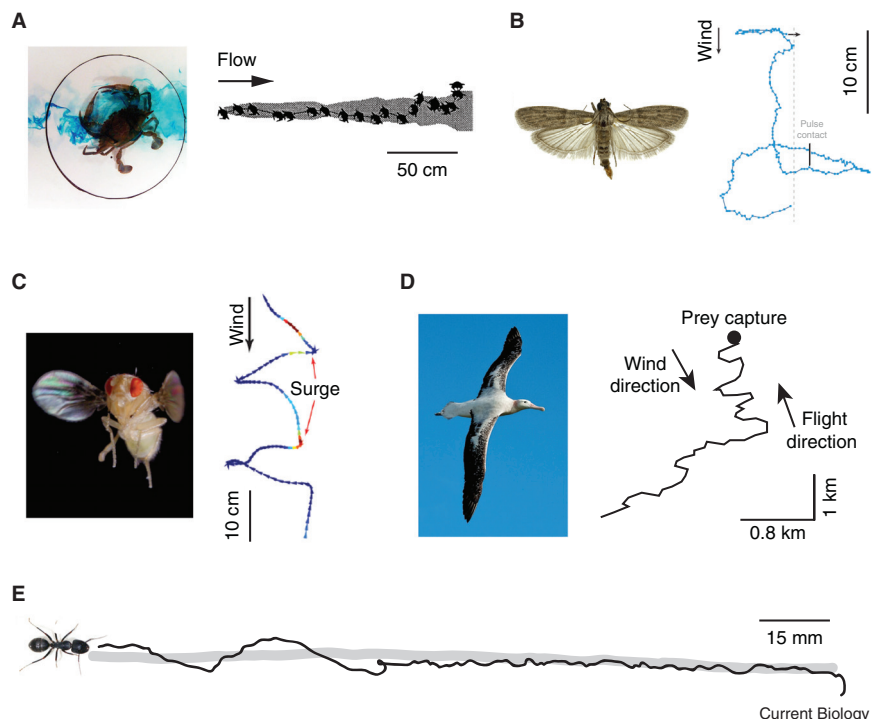 A
Flow
50 cm
B
Wind
10 cm
Pulse
contact
C
Wind
Surge
10 cm
D
Prey capture
Wind
direction
Flight
direction
1 km
0.8 km
E
15 mm
Current Biology